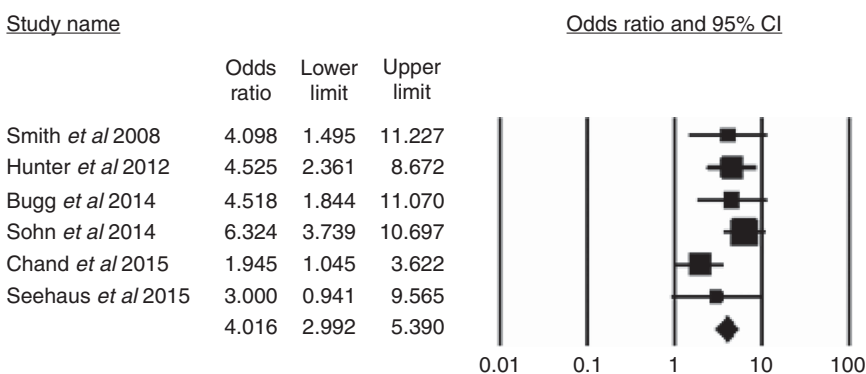 Study name Odds ratio and 95% CI
Odds ratio Lower limit Upper limit
Smith et al 2008 4.098 1.495 11.227
Hunter et al 2012 4.525 2.361 8.672
Bugg et al 2014 4.518 1.844 11.070
Sohn et al 2014 6.324 3.739 10.697
Chand et al 2015 1.945 1.045 3.622
Seehaus et al 2015 3.000 0.941 9.565
4.016 2.992 5.390
0.01 0.1 1 10 100